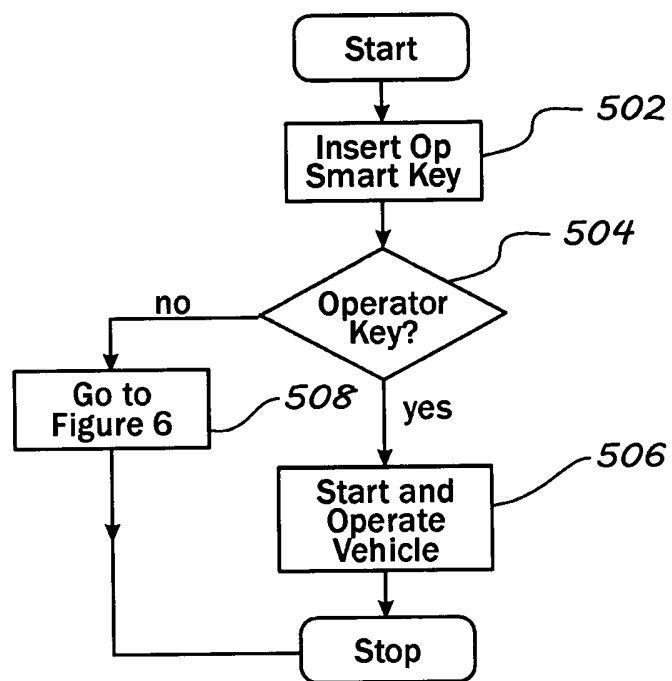 Start
502
Insert Op
Smart Key
504
Operator
Key?
no
yes
Go to
Figure 6
508
506
Start and
Operate
Vehicle
Stop